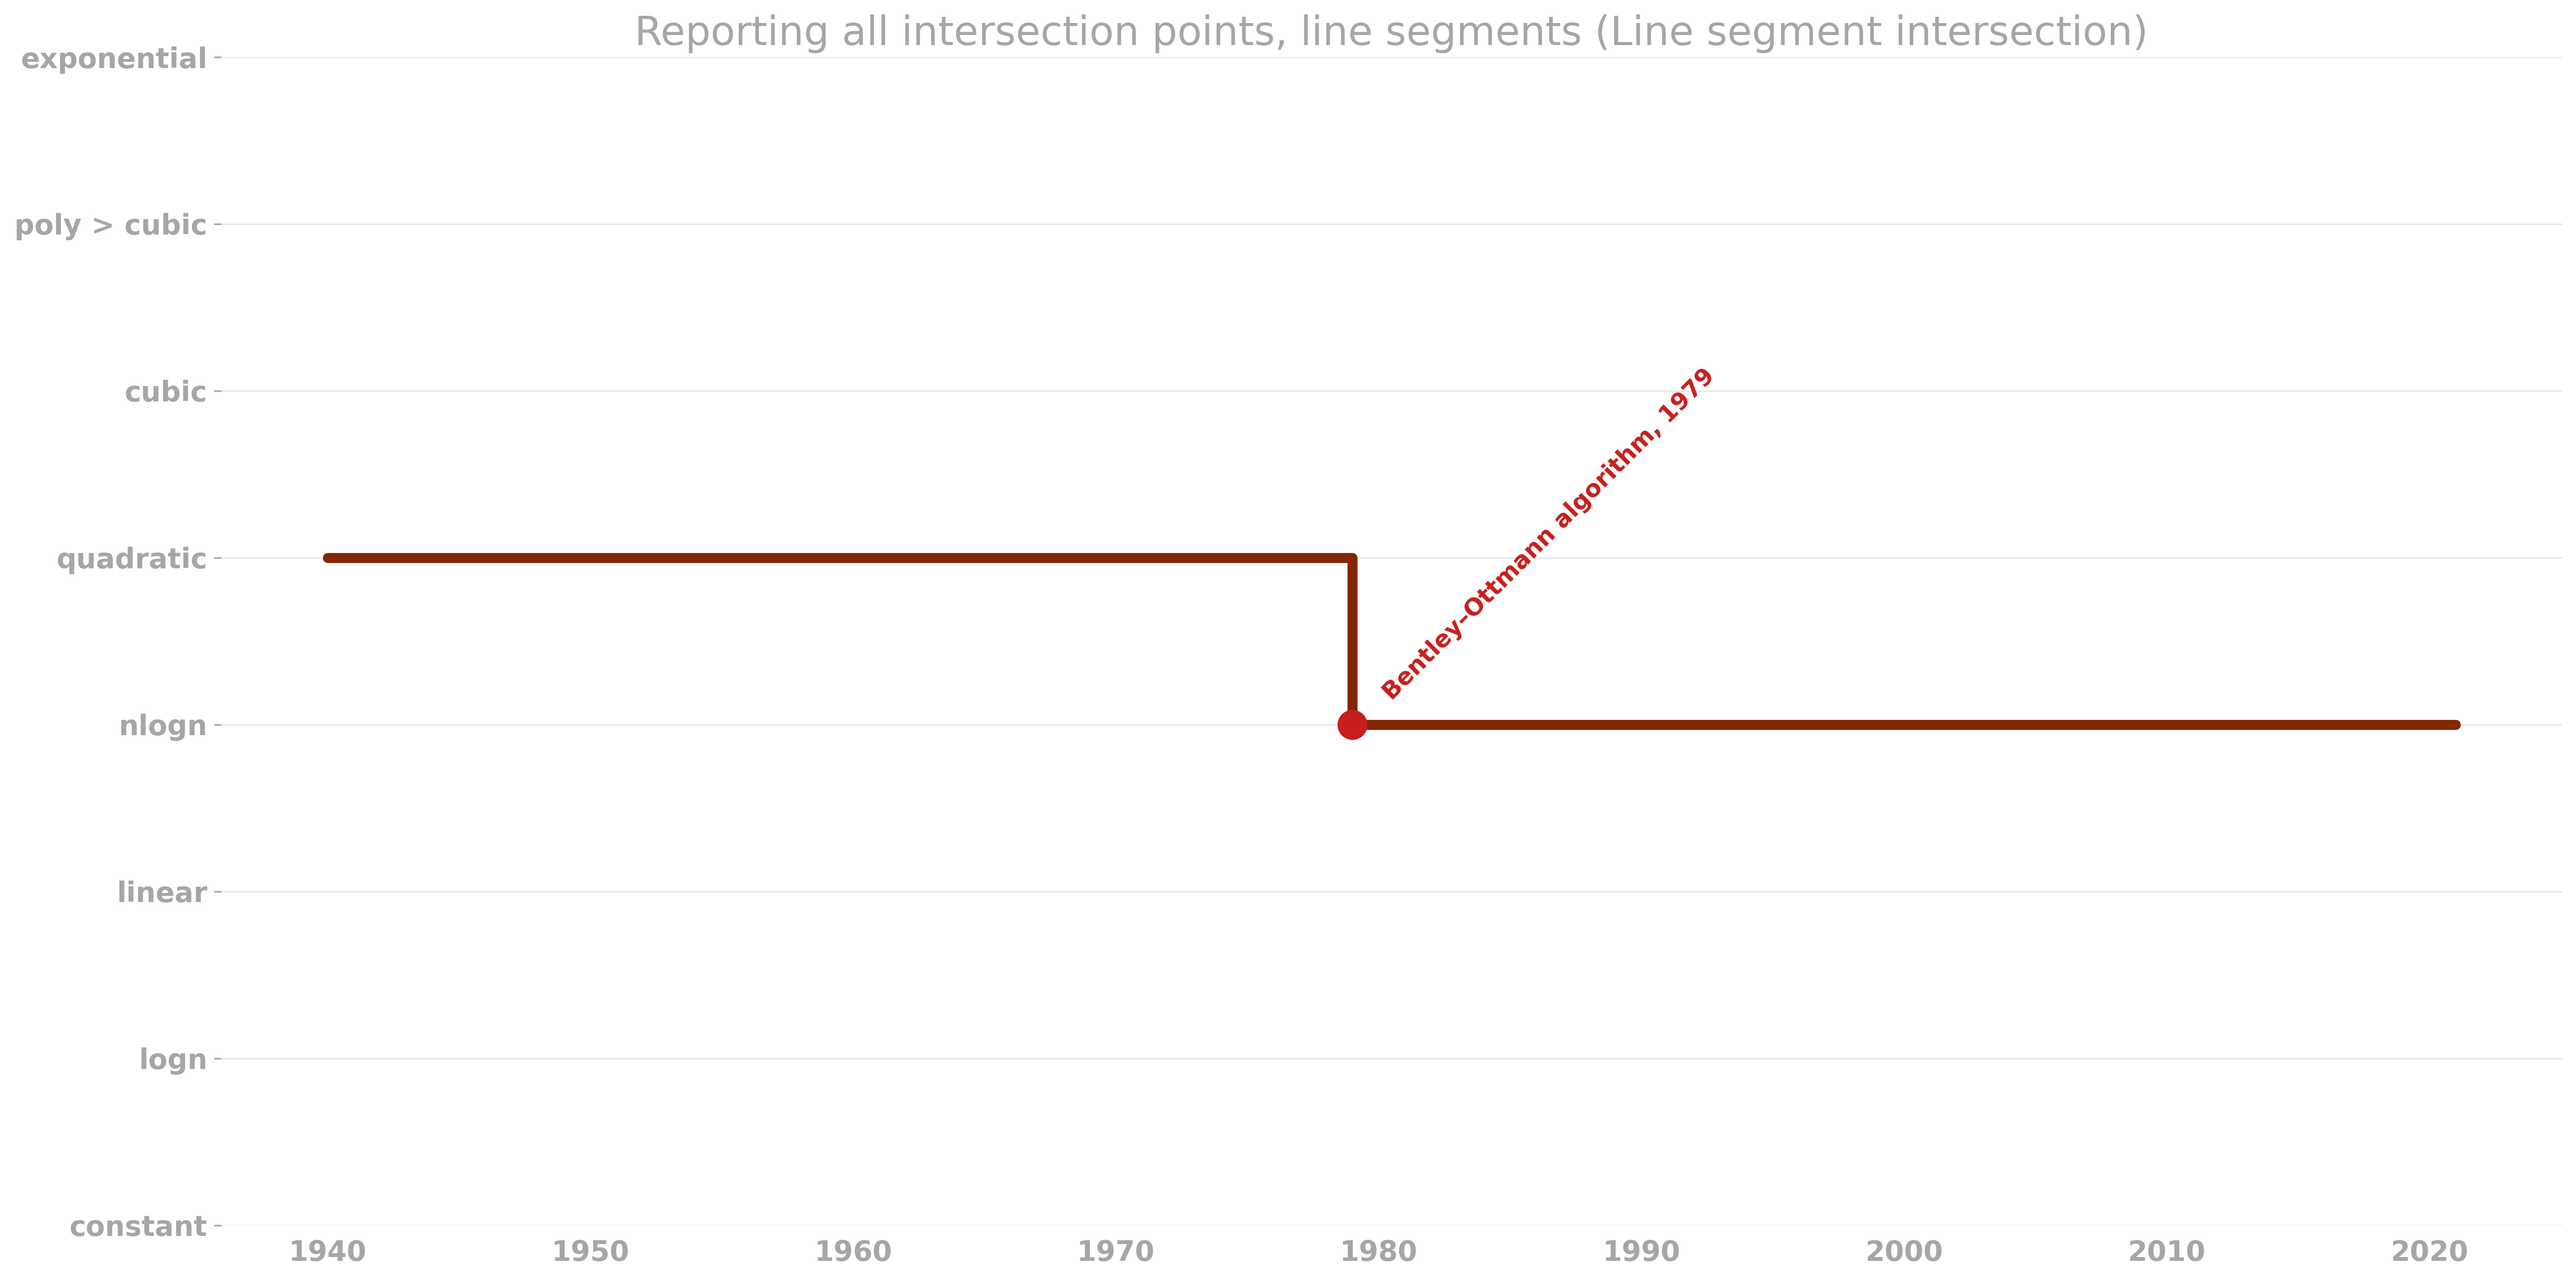 Reporting all intersection points, line segments (Line segment intersection)
exponential
poly > cubic
cubic
quadratic
nlogn
linear
logn
constant
Bentley–Ottmann algorithm, 1979
1940 1950 1960 1970 1980 1990 2000 2010 2020